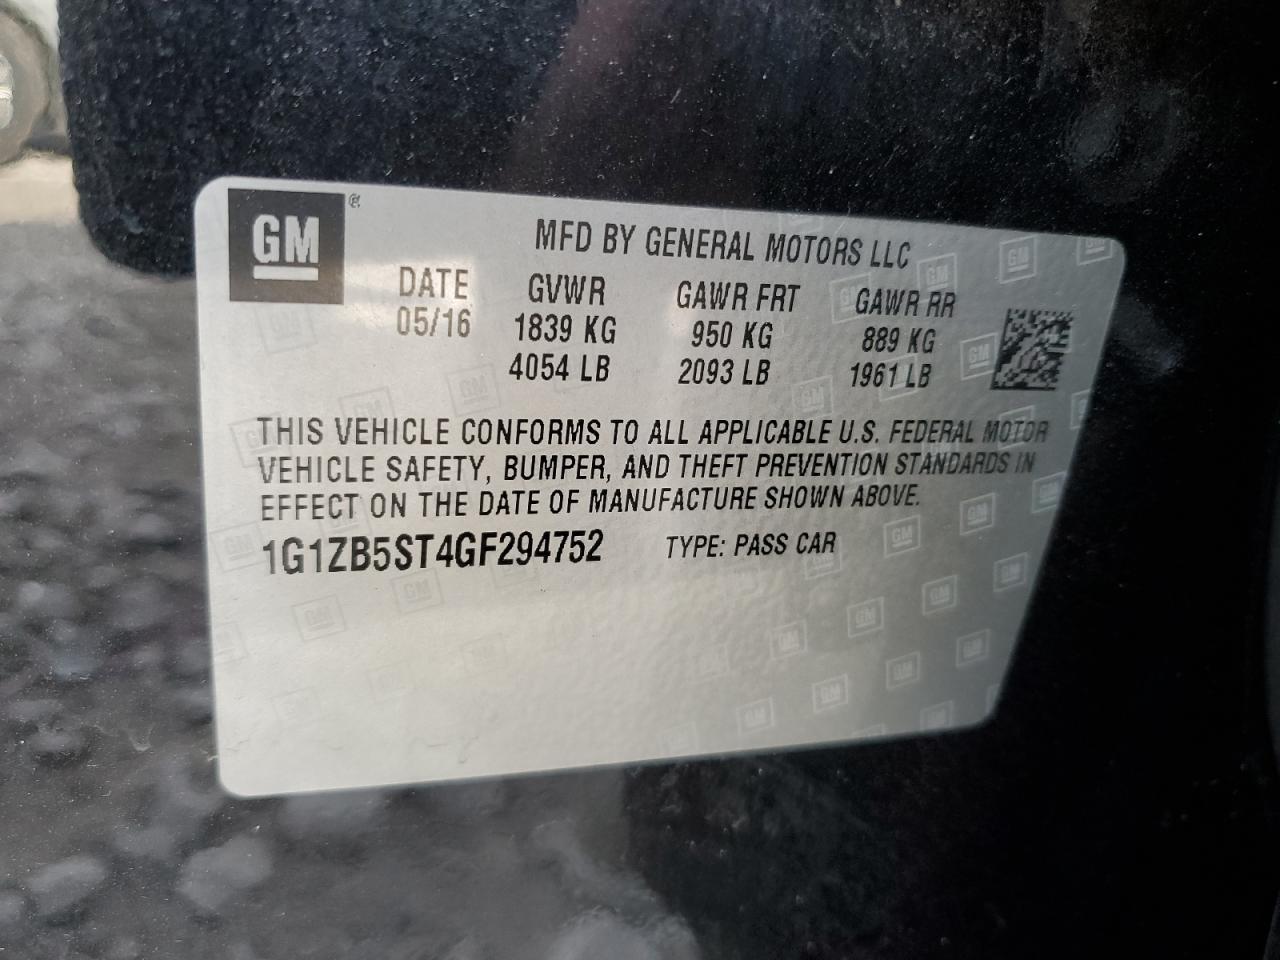 GM
MFD BY GENERAL MOTORS LLC
DATE GVWR GAWR FRT GAWR RR
05/16 1839 KG 950 KG 889 KG
4054 LB 2093 LB 1961 LB
THIS VEHICLE CONFORMS TO ALL APPLICABLE U.S. FEDERAL MOTOR
VEHICLE SAFETY, BUMPER, AND THEFT PREVENTION STANDARDS IN
EFFECT ON THE DATE OF MANUFACTURE SHOWN ABOVE.
1G1ZB5ST4GF294752 TYPE: PASS CAR